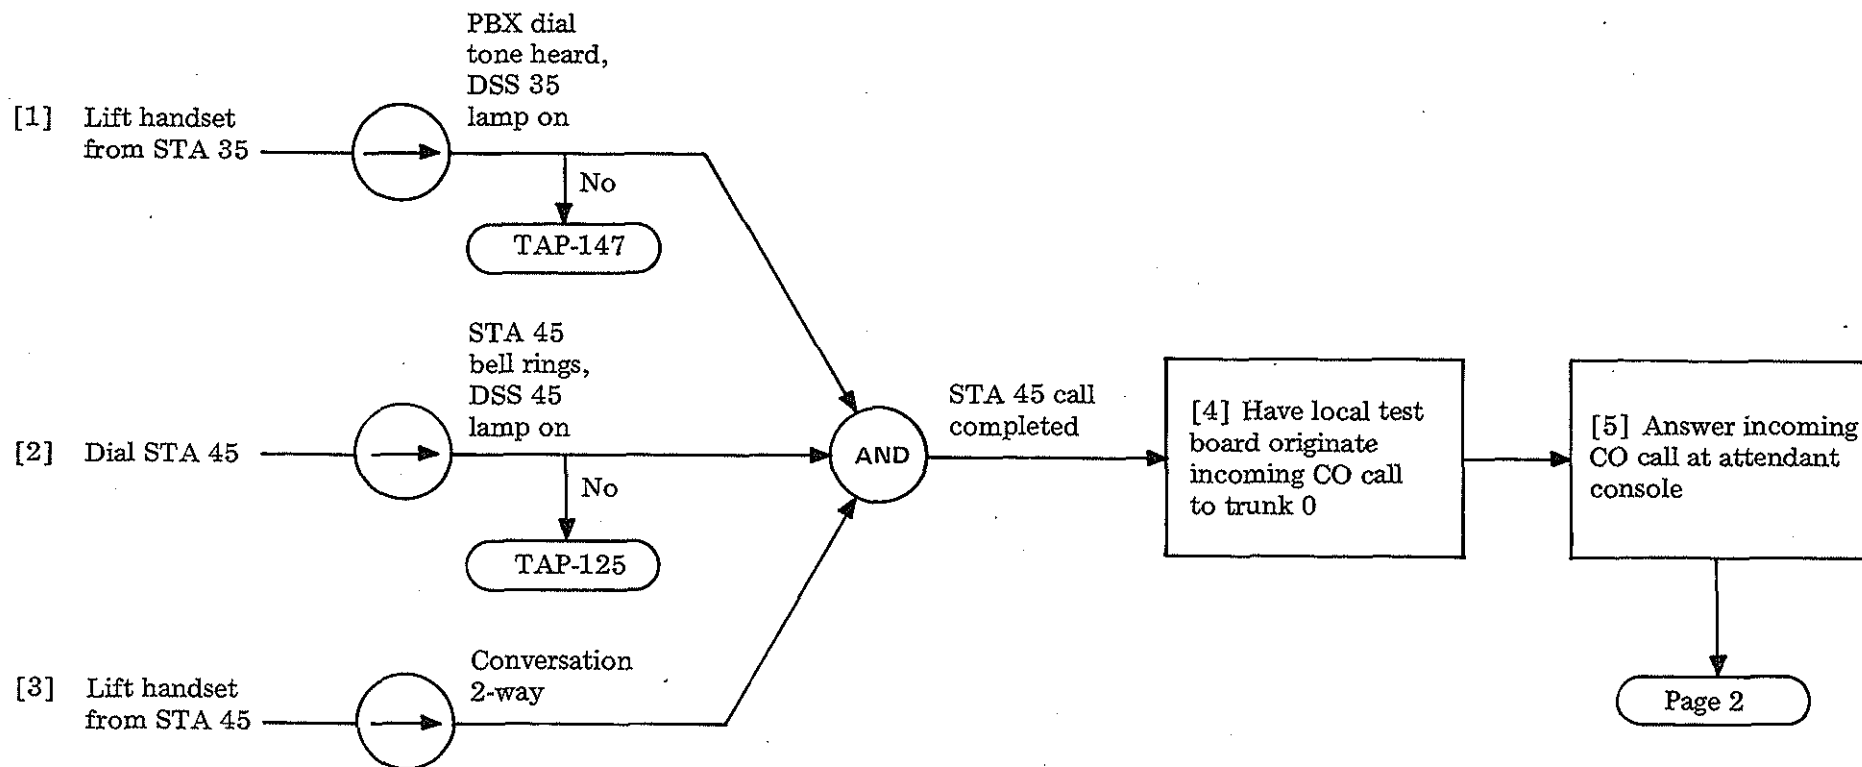 PBX dial
tone heard,
DSS 35
lamp on
[1] Lift handset
from STA 35
No
TAP-147
STA 45
bell rings,
DSS 45
lamp on
[2] Dial STA 45
No
TAP-125
[3] Lift handset
from STA 45
Conversation
2-way
AND
STA 45 call
completed
[4] Have local test
board originate
incoming CO call
to trunk 0
[5] Answer incoming
CO call at attendant
console
Page 2